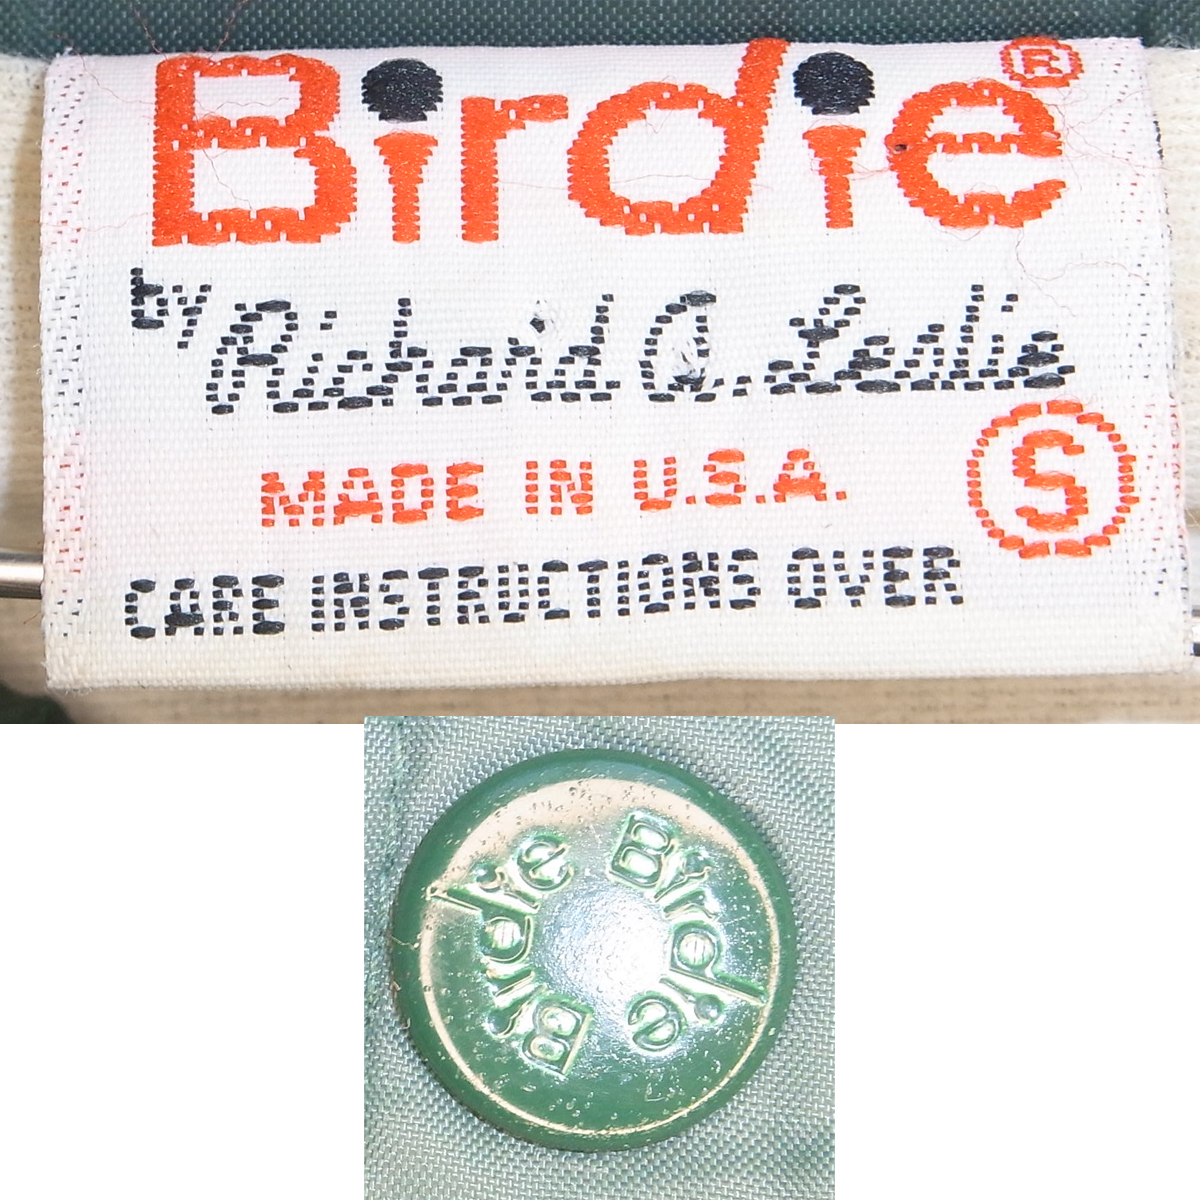 Birdie®
by Richard A. Leslie
MADE IN U.S.A.
S
CARE INSTRUCTIONS OVER
Birdie
Birdie